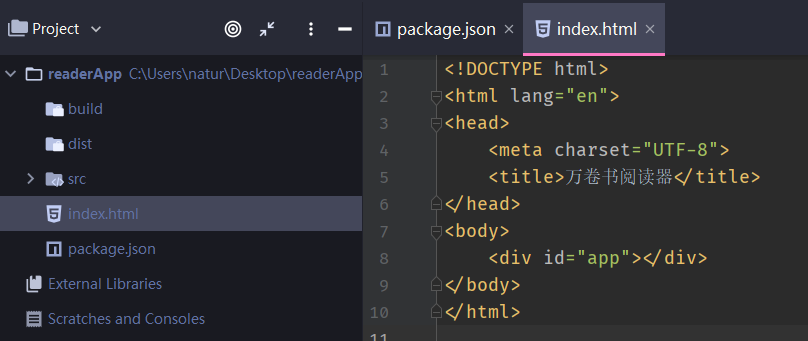 Project
readerApp C:\Users\natur\Desktop\readerApp
build
dist
src
index.html
package.json
External Libraries
Scratches and Consoles
package.json
index.html
1 <!DOCTYPE html>
2 <html lang="en">
3 <head>
4 <meta charset="UTF-8">
5 <title>万卷书阅读器</title>
6 </head>
7 <body>
8 <div id="app"></div>
9 </body>
10 </html>
11